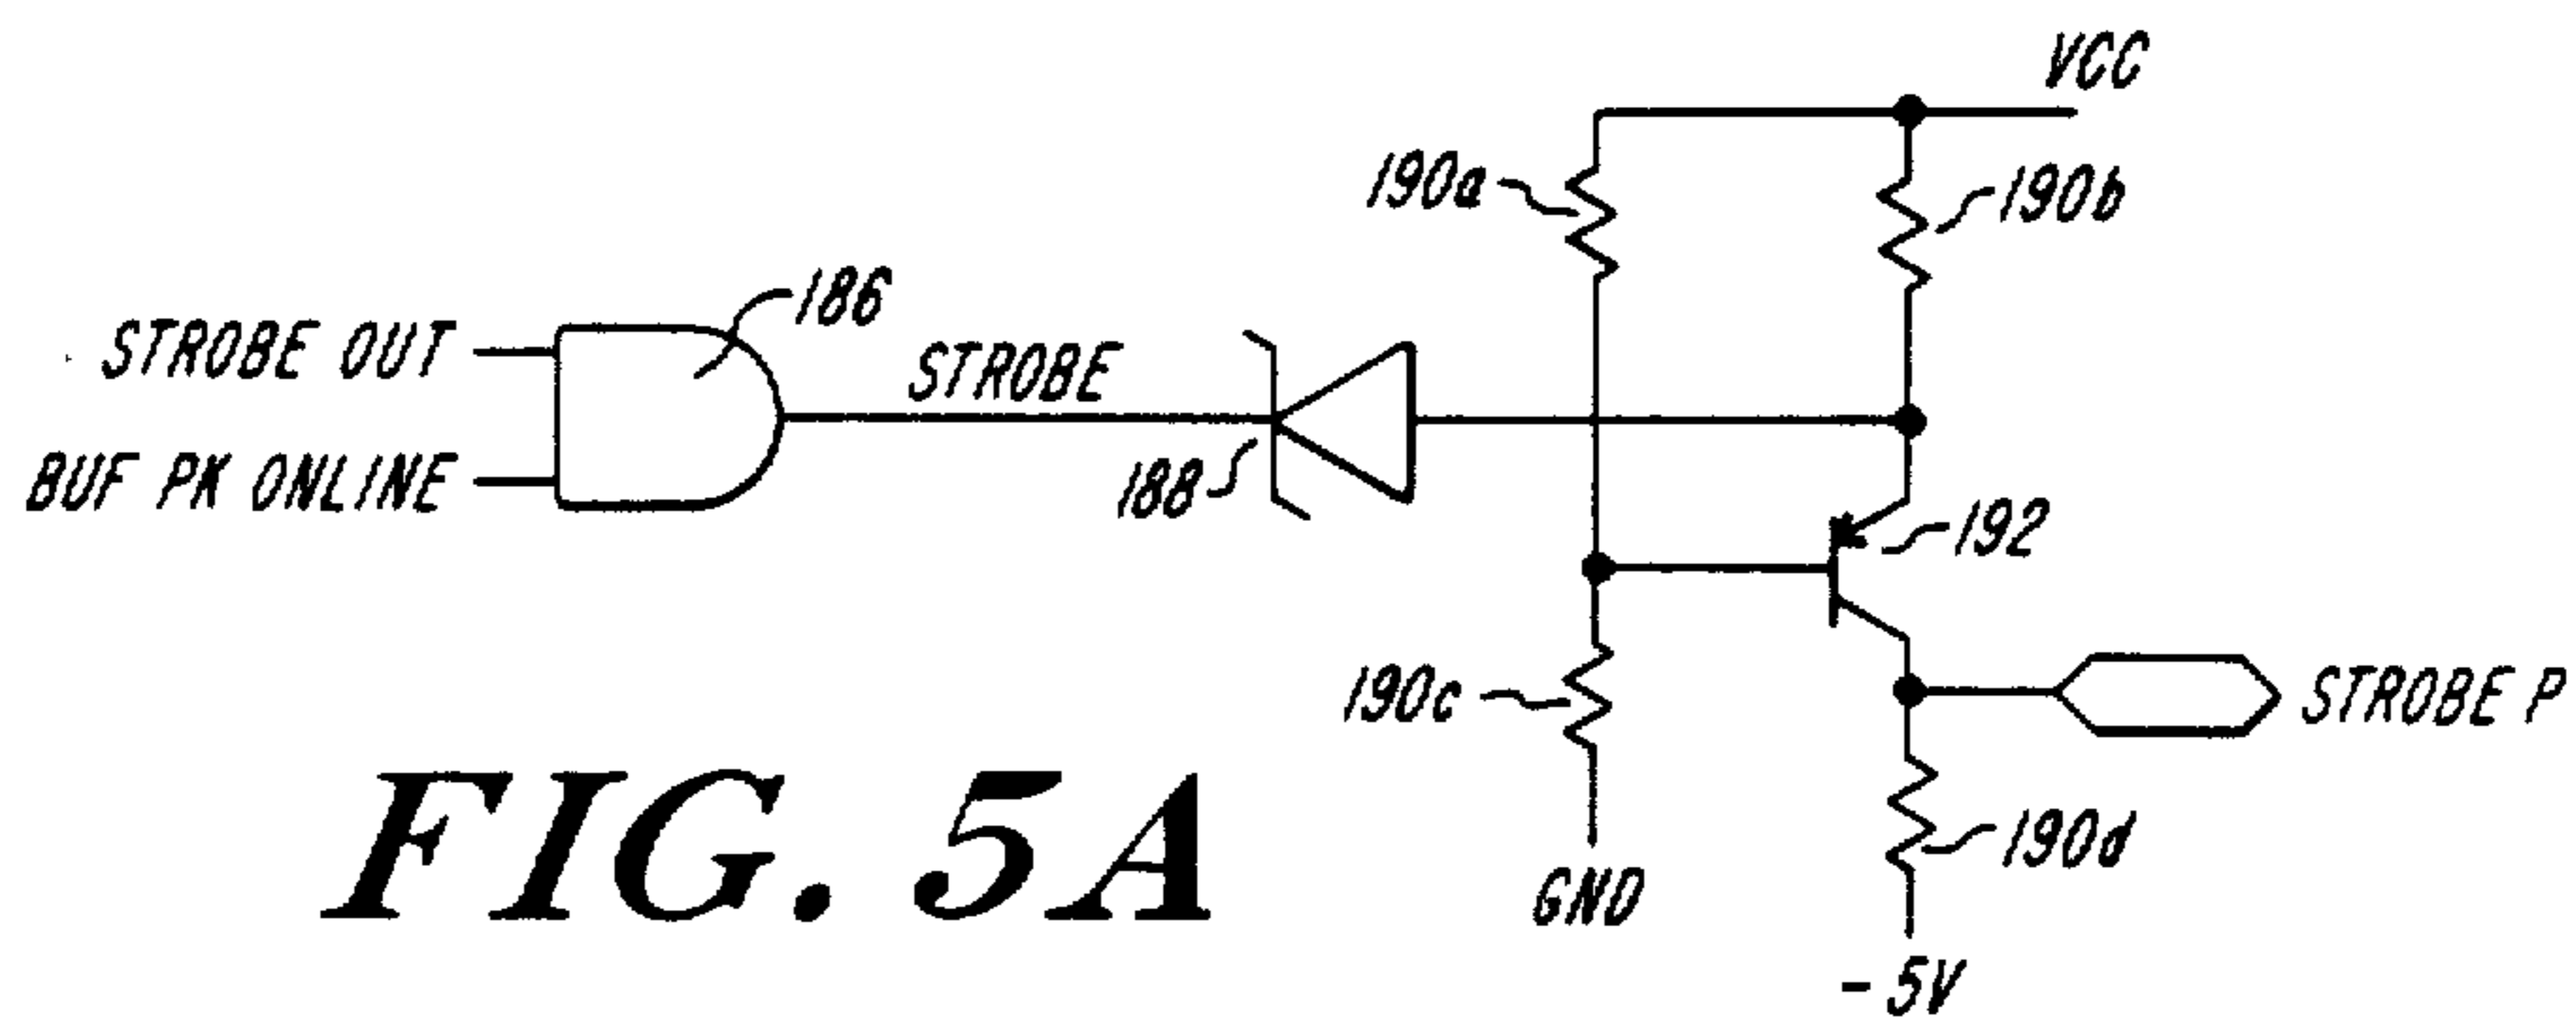 VCC
190a
190b
186
STROBE OUT
STROBE
BUF PK ONLINE
188
192
190c
STROBE P
190d
GND
-5V
FIG. 5A